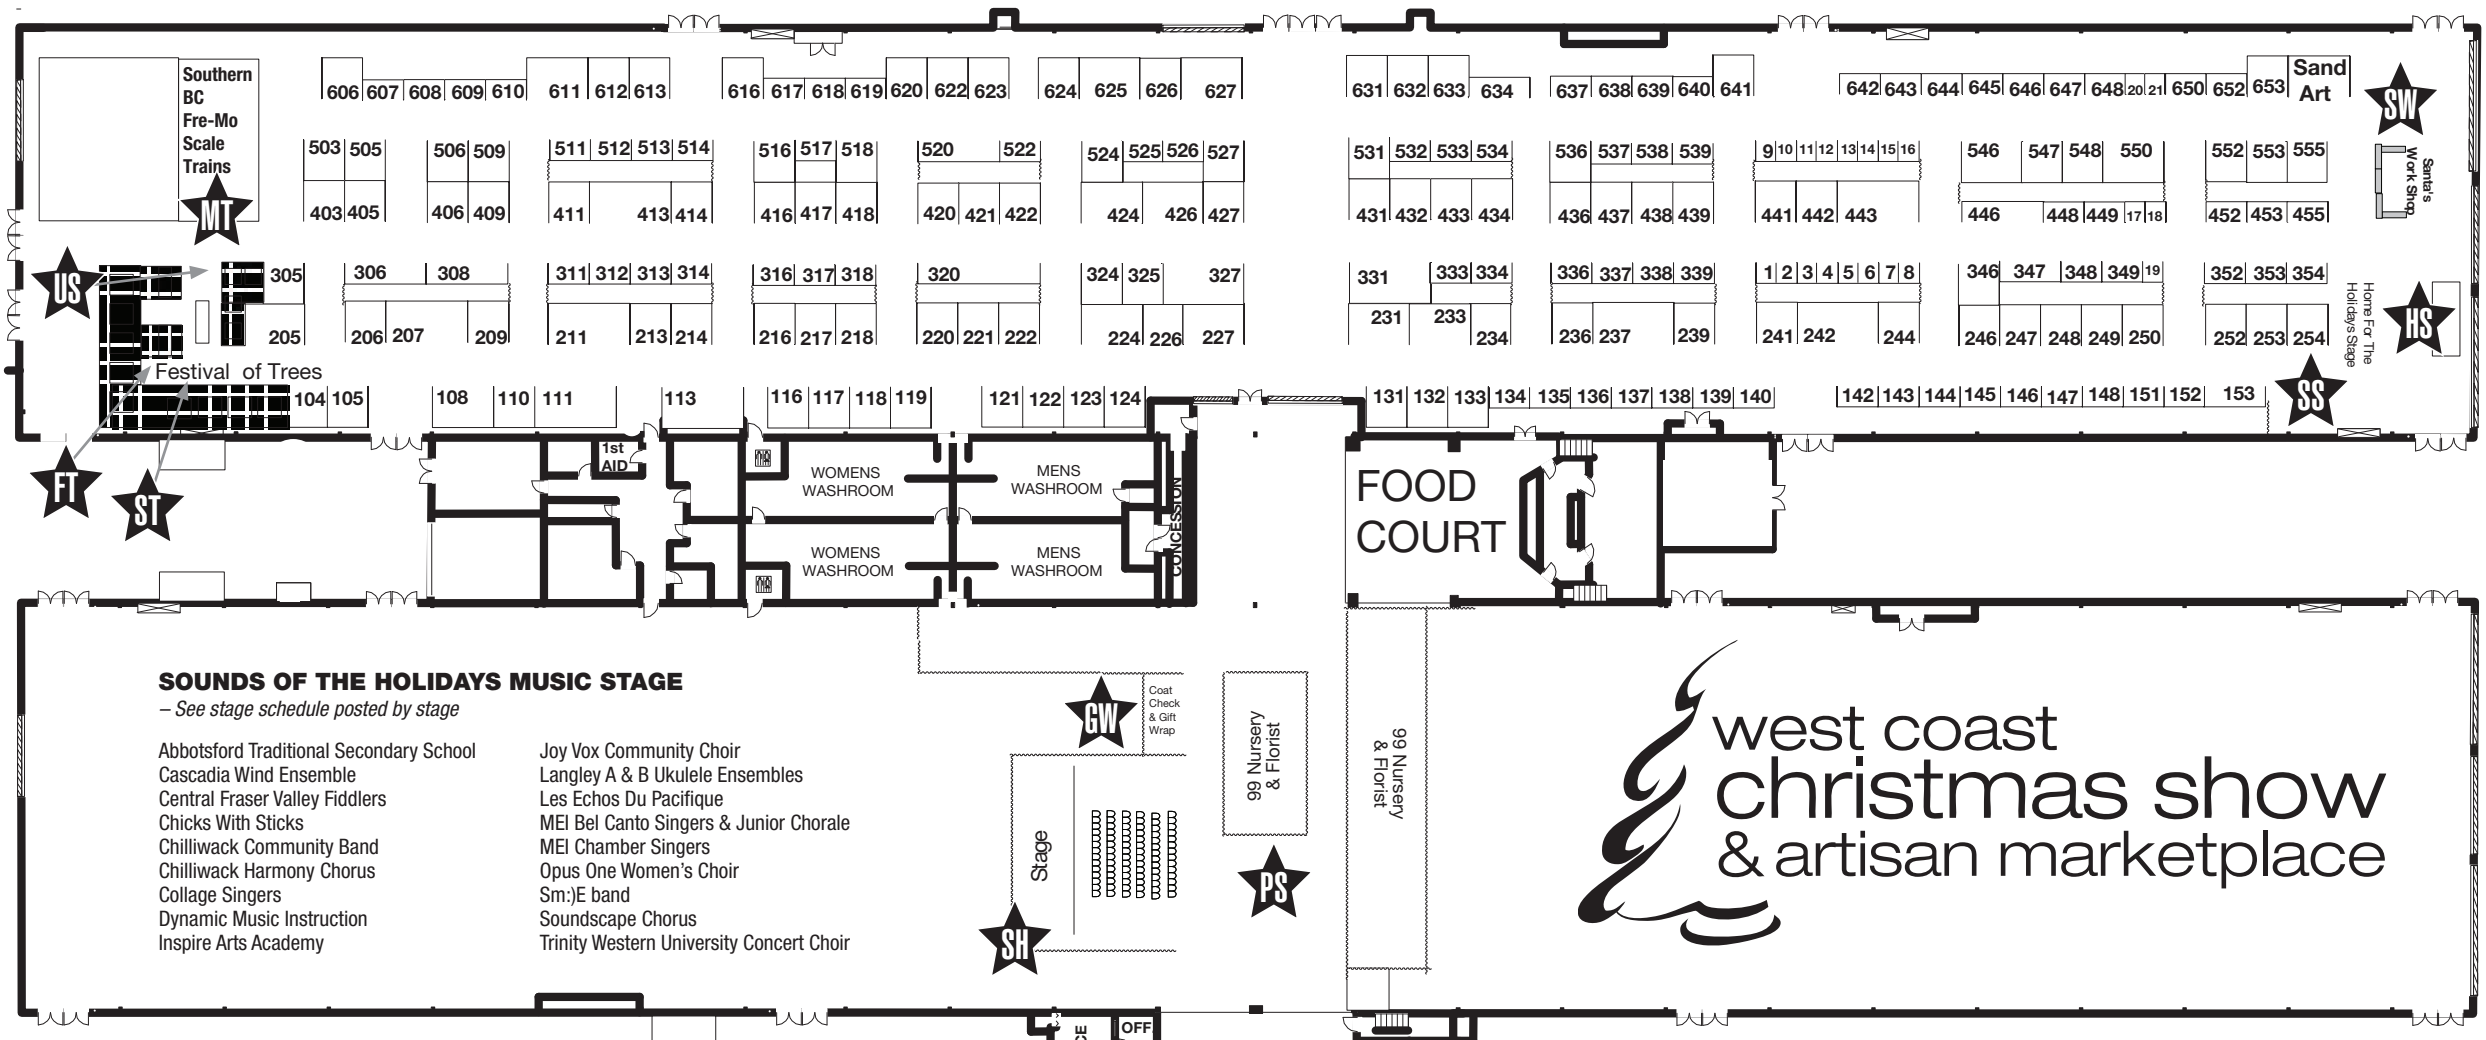 Southern
BC
Fre-Mo
Scale
Trains
606 607 608 609 610 611 612 613 616 617 618 619 620 622 623 624 625 626 627 631 632 633 634 637 638 639 640 641 642 643 644 645 646 647 648 20 21 650 652 653
Sand
Art
SW
503 505 506 509 511 512 513 514 516 517 518 520 522 524 525 526 527 531 532 533 534 536 537 538 539 9 10 11 12 13 14 15 16 546 547 548 550 552 553 555
Santa's
Work Shop
MT
403 405 406 409 411 413 414 416 417 418 420 421 422 424 426 427 431 432 433 434 436 437 438 439 441 442 443 446 448 449 17 18 452 453 455
US
305 306 308 311 312 313 314 316 317 318 320 324 325 327 331 333 334 336 337 338 339 1 2 3 4 5 6 7 8 346 347 348 349 19 352 353 354
Home For The
Holidays Stage
HS
205 206 207 209 211 213 214 216 217 218 220 221 222 224 226 227 231 233 234 236 237 239 241 242 244 246 247 248 249 250 252 253 254
Festival of Trees
SS
104 105 108 110 111 113 116 117 118 119 121 122 123 124 131 132 133 134 135 136 137 138 139 140 142 143 144 145 146 147 148 151 152 153
FT
ST
1st
AID
WOMENS
WASHROOM
MENS
WASHROOM
WOMENS
WASHROOM
MENS
WASHROOM
CONCESSION
FOOD
COURT
SOUNDS OF THE HOLIDAYS MUSIC STAGE
– See stage schedule posted by stage
Abbotsford Traditional Secondary School
Cascadia Wind Ensemble
Central Fraser Valley Fiddlers
Chicks With Sticks
Chilliwack Community Band
Chilliwack Harmony Chorus
Collage Singers
Dynamic Music Instruction
Inspire Arts Academy
Joy Vox Community Choir
Langley A & B Ukulele Ensembles
Les Echos Du Pacifique
MEI Bel Canto Singers & Junior Chorale
MEI Chamber Singers
Opus One Women's Choir
Sm:)E band
Soundscape Chorus
Trinity Western University Concert Choir
GW
Coat
Check
& Gift
Wrap
Stage
SH
99 Nursery
& Florist
PS
99 Nursery
& Florist
west coast
christmas show
& artisan marketplace
CE
OFF